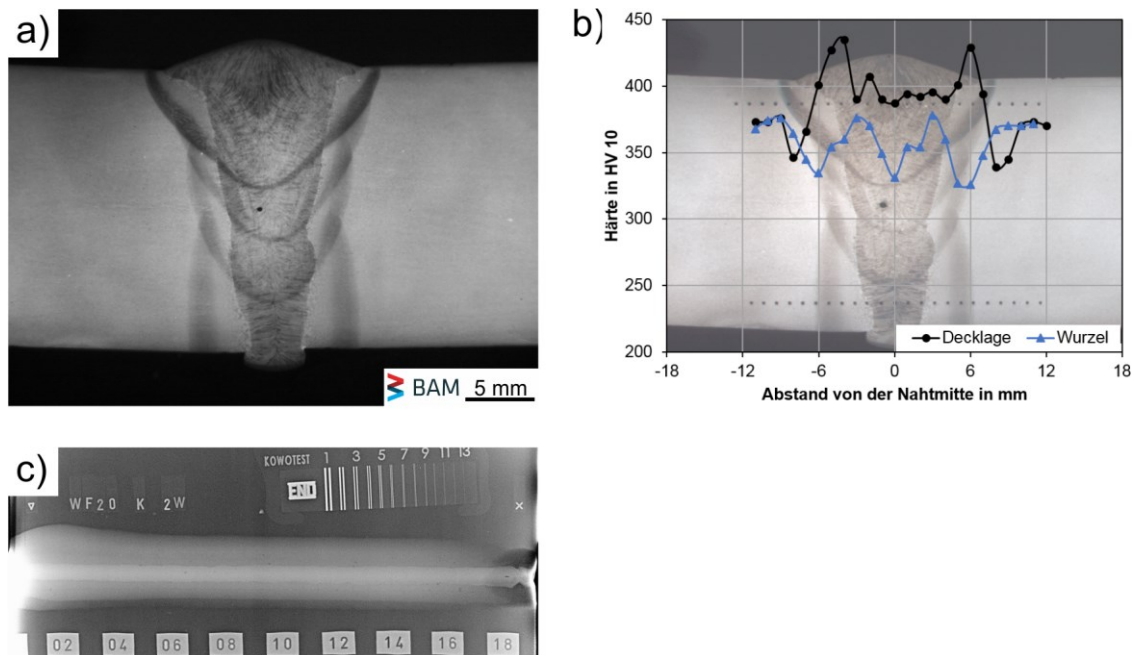 a)
BAM 5 mm
b)
Härte in HV 10
450
400
350
300
250
200
-18 -12 -6 0 6 12 18
Abstand von der Nahtmitte in mm
Decklage Wurzel
c)
KOWOTEST 1 3 5 7 9 11 13
END
WF20 K 2W
02 04 06 08 10 12 14 16 18